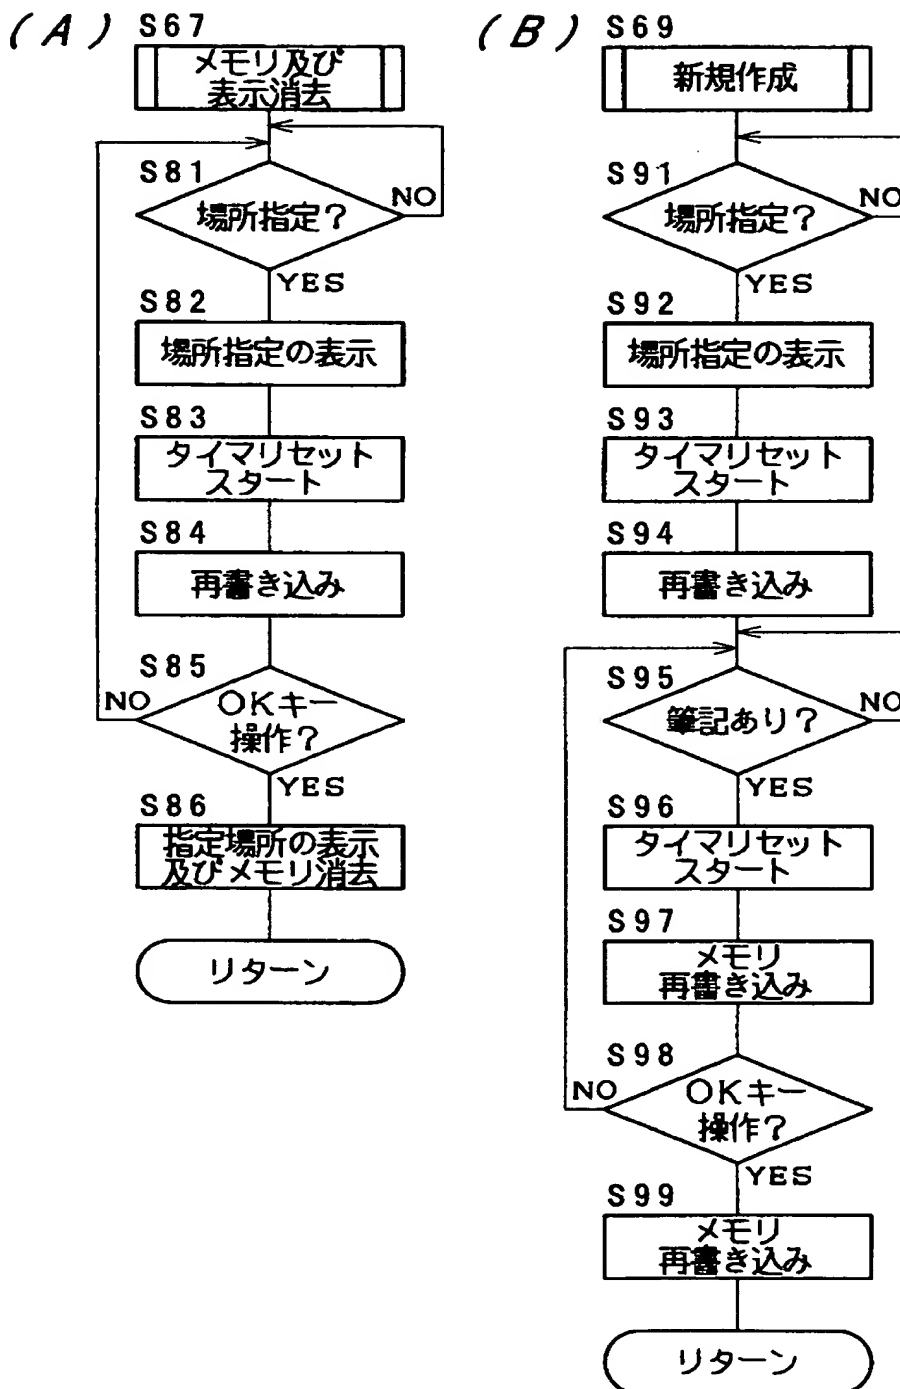 (A)
S67
メモリ及び
表示消去
S81
場所指定?
NO
YES
S82
場所指定の表示
S83
タイマリセット
スタート
S84
再書き込み
S85
NO
OKキー
操作?
YES
S86
指定場所の表示
及びメモリ消去
リターン
(B)
S69
新規作成
S91
場所指定?
NO
YES
S92
場所指定の表示
S93
タイマリセット
スタート
S94
再書き込み
S95
筆記あり?
NO
YES
S96
タイマリセット
スタート
S97
メモリ
再書き込み
S98
NO
OKキー
操作?
YES
S99
メモリ
再書き込み
リターン